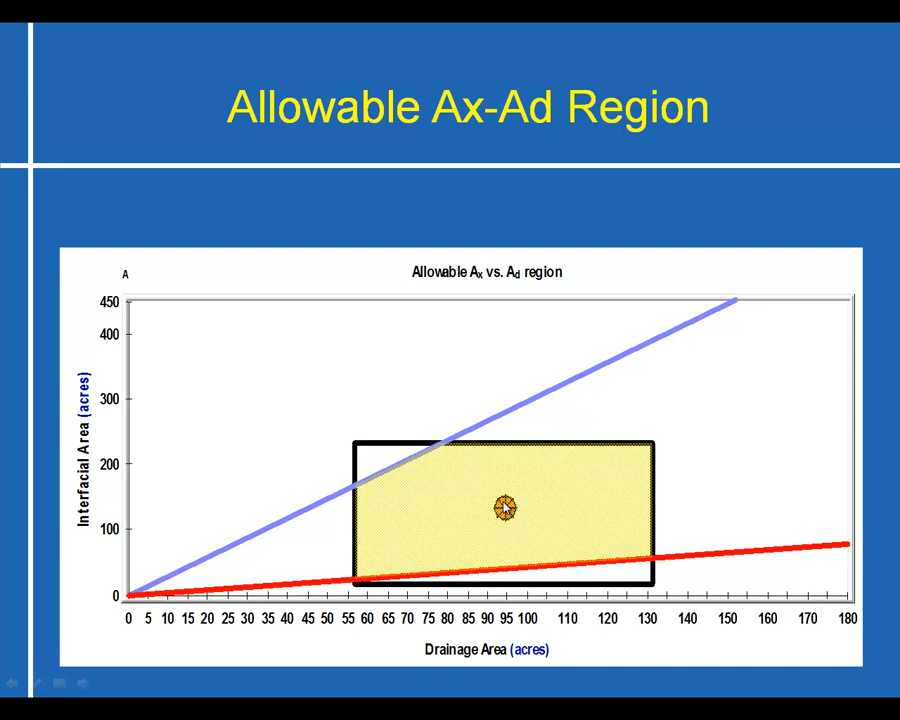 Allowable Ax-Ad Region
A
Allowable Ax vs. Ad region
450
400
300
200
100
0
Interfacial Area (acres)
0 5 10 15 20 25 30 35 40 45 50 55 60 65 70 75 80 85 90 95 100 110 120 130 140 150 160 170 180
Drainage Area (acres)